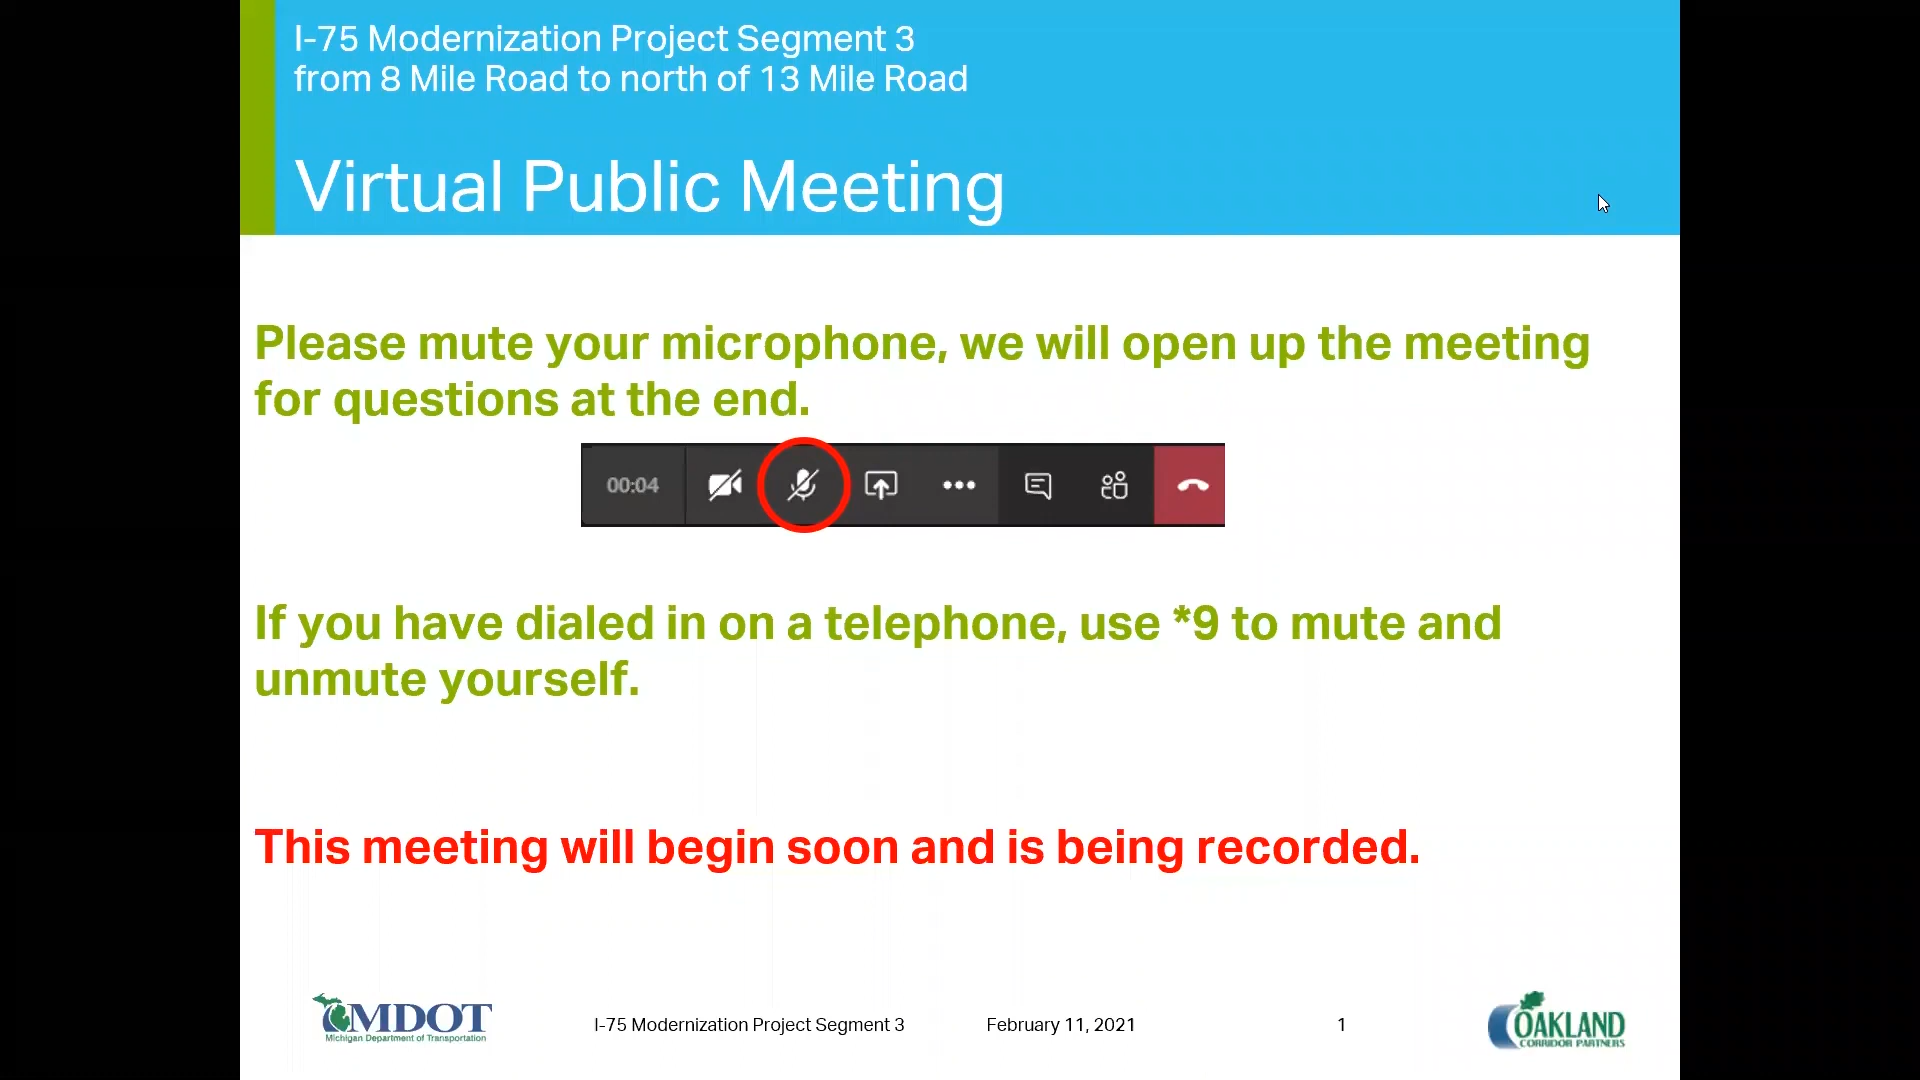 I-75 Modernization Project Segment 3
from 8 Mile Road to north of 13 Mile Road
Virtual Public Meeting
Please mute your microphone, we will open up the meeting
for questions at the end.
00:04
If you have dialed in on a telephone, use *9 to mute and
unmute yourself.
This meeting will begin soon and is being recorded.
MDOT
Michigan Department of Transportation
I-75 Modernization Project Segment 3
February 11, 2021
1
OAKLAND
CORRIDOR PARTNERS